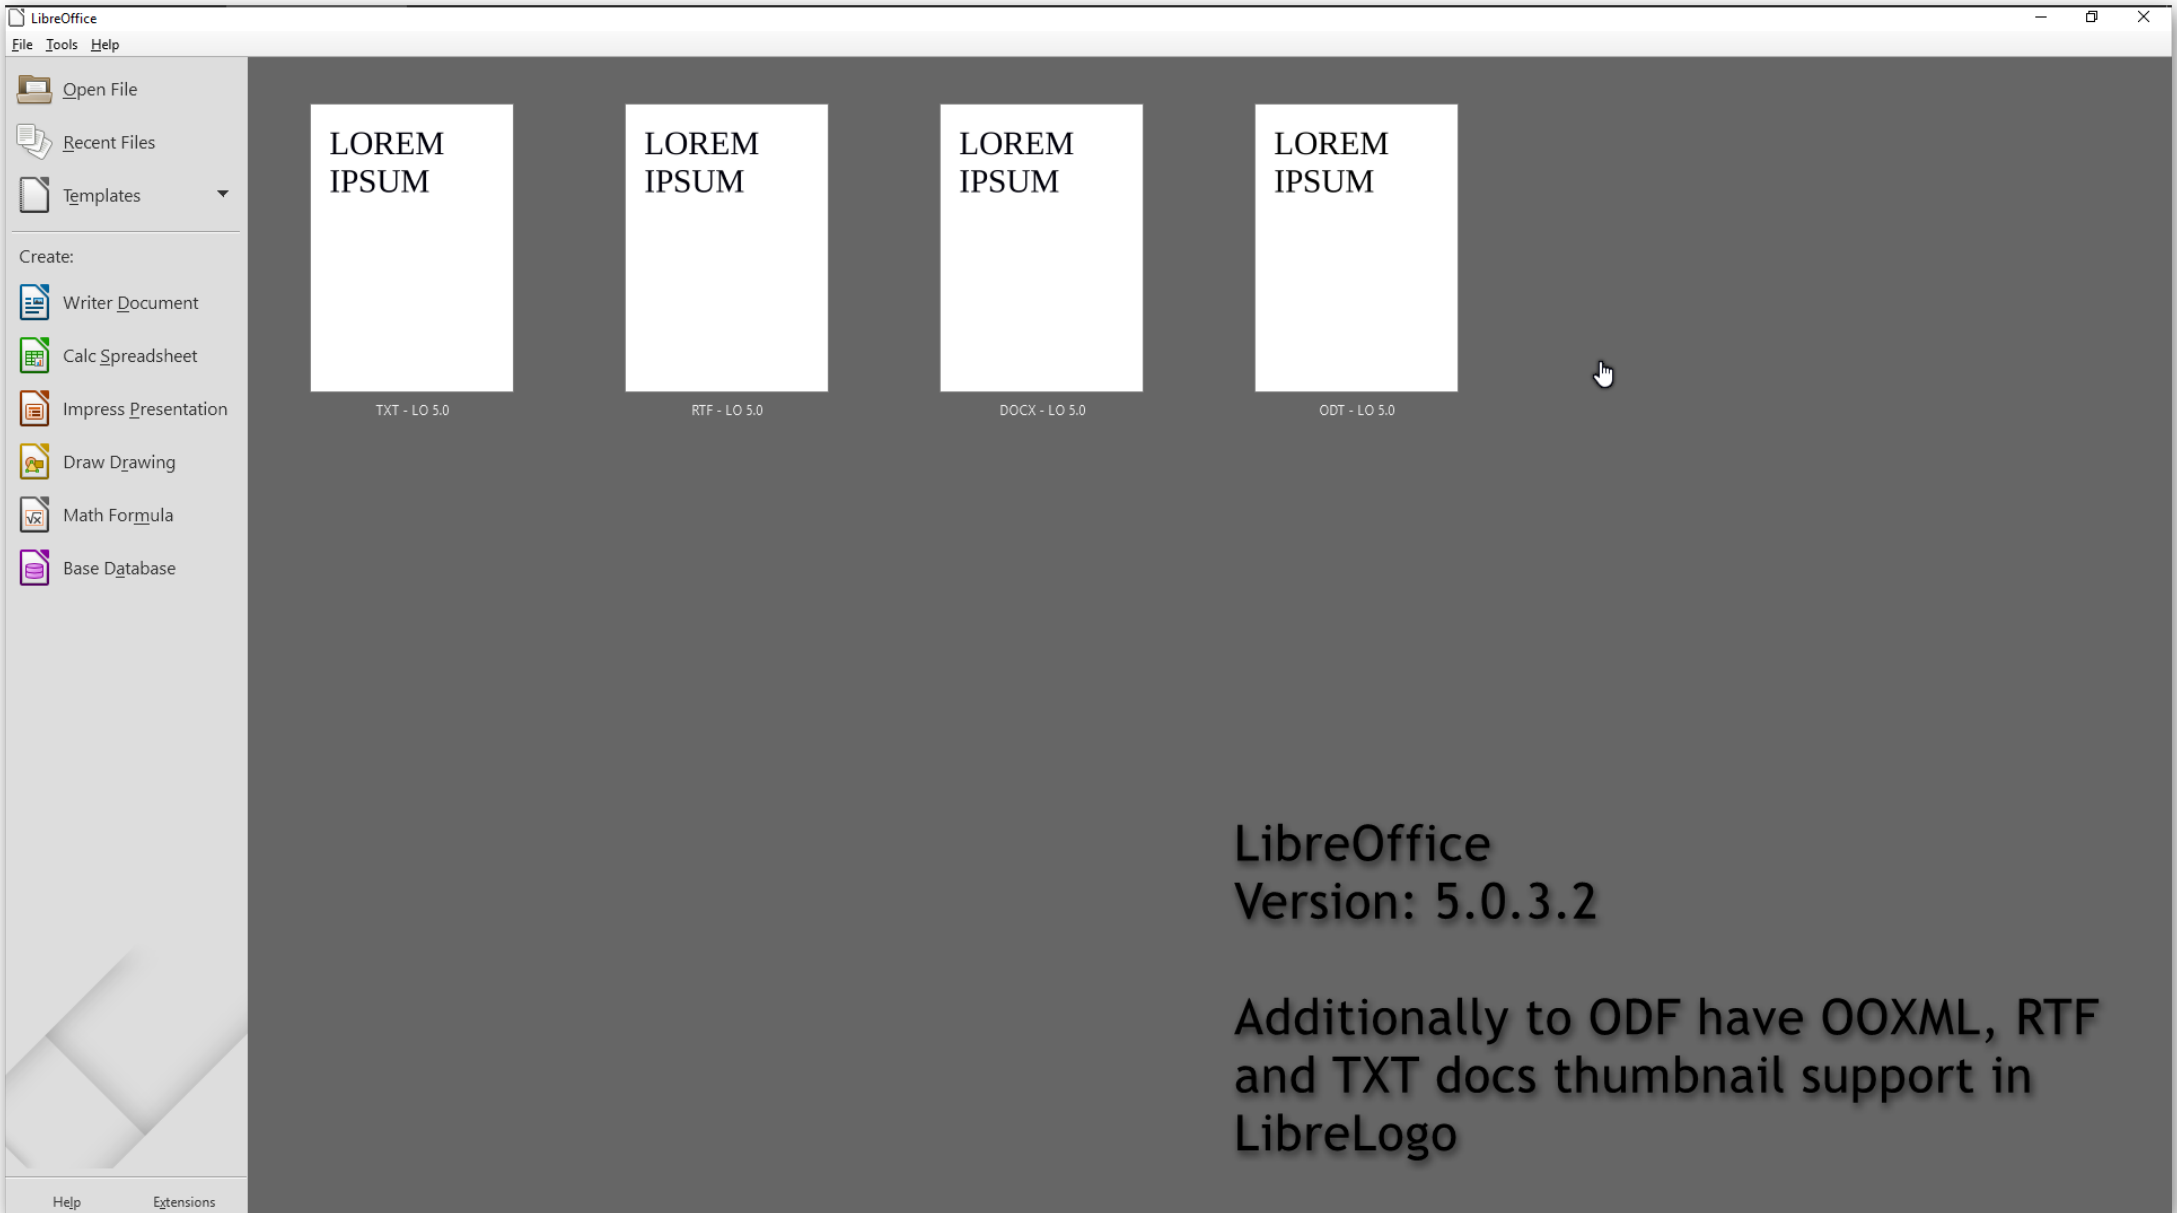 LibreOffice
File Tools Help
Open File
Recent Files
Templates
Create:
Writer Document
Calc Spreadsheet
Impress Presentation
Draw Drawing
Math Formula
Base Database
Help Extensions
LOREM
IPSUM
TXT - LO 5.0
LOREM
IPSUM
RTF - LO 5.0
LOREM
IPSUM
DOCX - LO 5.0
LOREM
IPSUM
ODT - LO 5.0
LibreOffice
Version: 5.0.3.2
Additionally to ODF have OOXML, RTF
and TXT docs thumbnail support in
LibreLogo